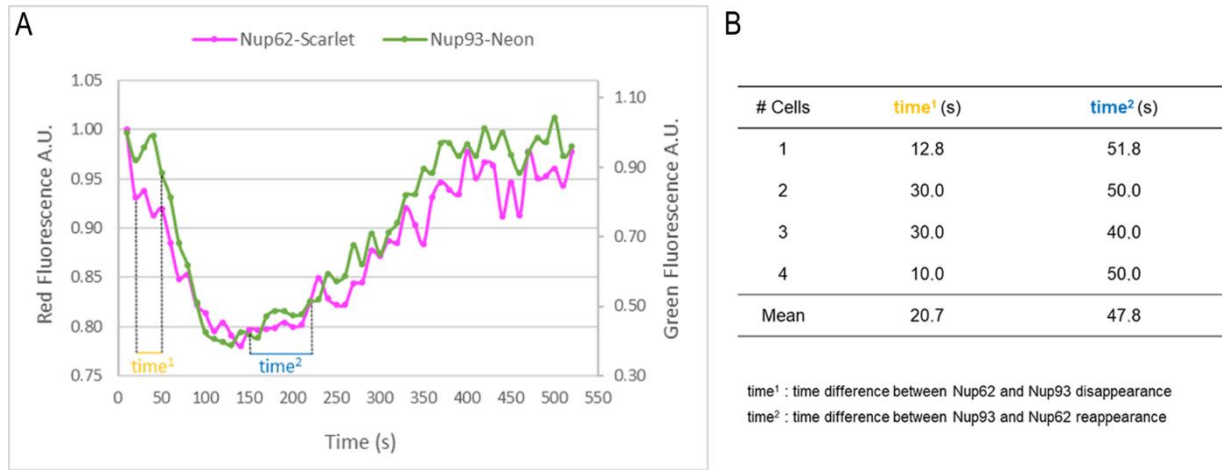 A
Nup62-Scarlet Nup93-Neon
1.05
1.00
0.95
0.90
0.85
0.80
0.75
Red Fluorescence A.U.
1.10
0.90
0.70
0.50
0.30
Green Fluorescence A.U.
time¹ time²
0 50 100 150 200 250 300 350 400 450 500 550
Time (s)
B
# Cells time¹ (s) time² (s)
1 12.8 51.8
2 30.0 50.0
3 30.0 40.0
4 10.0 50.0
Mean 20.7 47.8
time¹ : time difference between Nup62 and Nup93 disappearance
time² : time difference between Nup93 and Nup62 reappearance